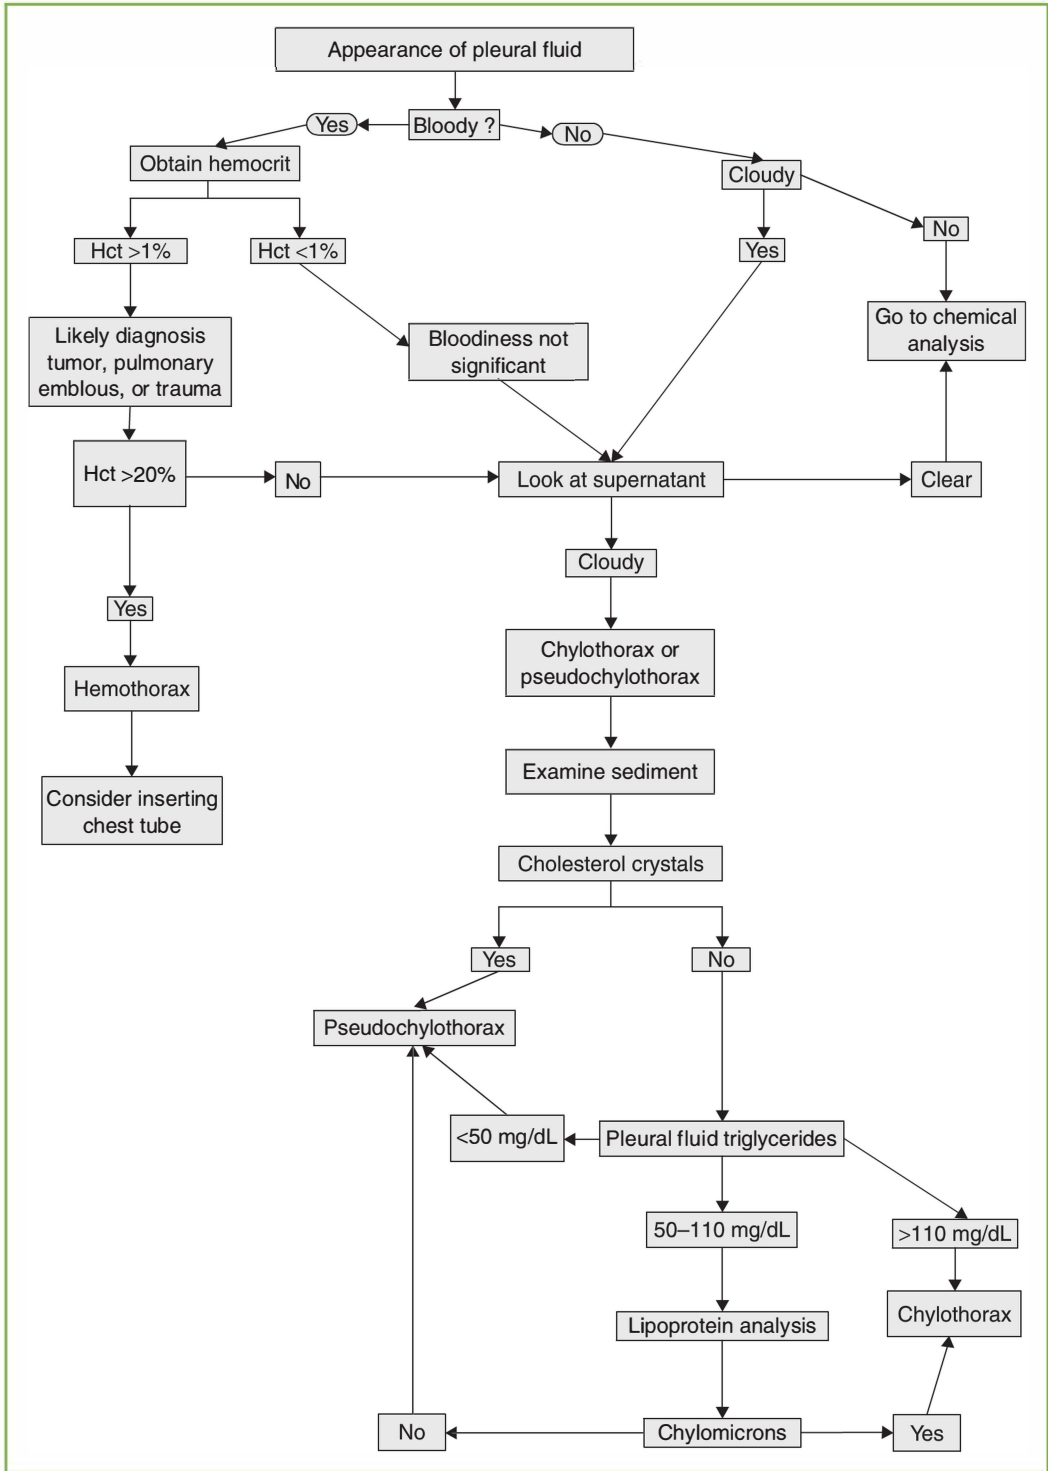 Appearance of pleural fluid
Yes
Bloody ?
No
Obtain hemocrit
Cloudy
No
Hct >1%
Hct <1%
Yes
Go to chemical
analysis
Likely diagnosis
tumor, pulmonary
emblous, or trauma
Bloodiness not
significant
Hct >20%
No
Look at supernatant
Clear
Cloudy
Yes
Chylothorax or
pseudochylothorax
Hemothorax
Examine sediment
Consider inserting
chest tube
Cholesterol crystals
Yes
No
Pseudochylothorax
<50 mg/dL
Pleural fluid triglycerides
50–110 mg/dL
>110 mg/dL
Lipoprotein analysis
Chylothorax
No
Chylomicrons
Yes